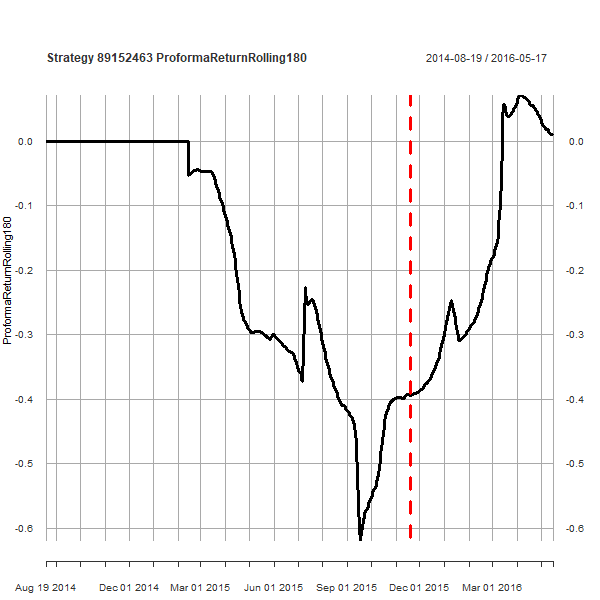 Strategy 89152463 ProformaReturnRolling180
2014-08-19 / 2016-05-17
ProformaReturnRolling180
0.0 0.0
-0.1 -0.1
-0.2 -0.2
-0.3 -0.3
-0.4 -0.4
-0.5 -0.5
-0.6 -0.6
Aug 19 2014 Dec 01 2014 Mar 01 2015 Jun 01 2015 Sep 01 2015 Dec 01 2015 Mar 01 2016